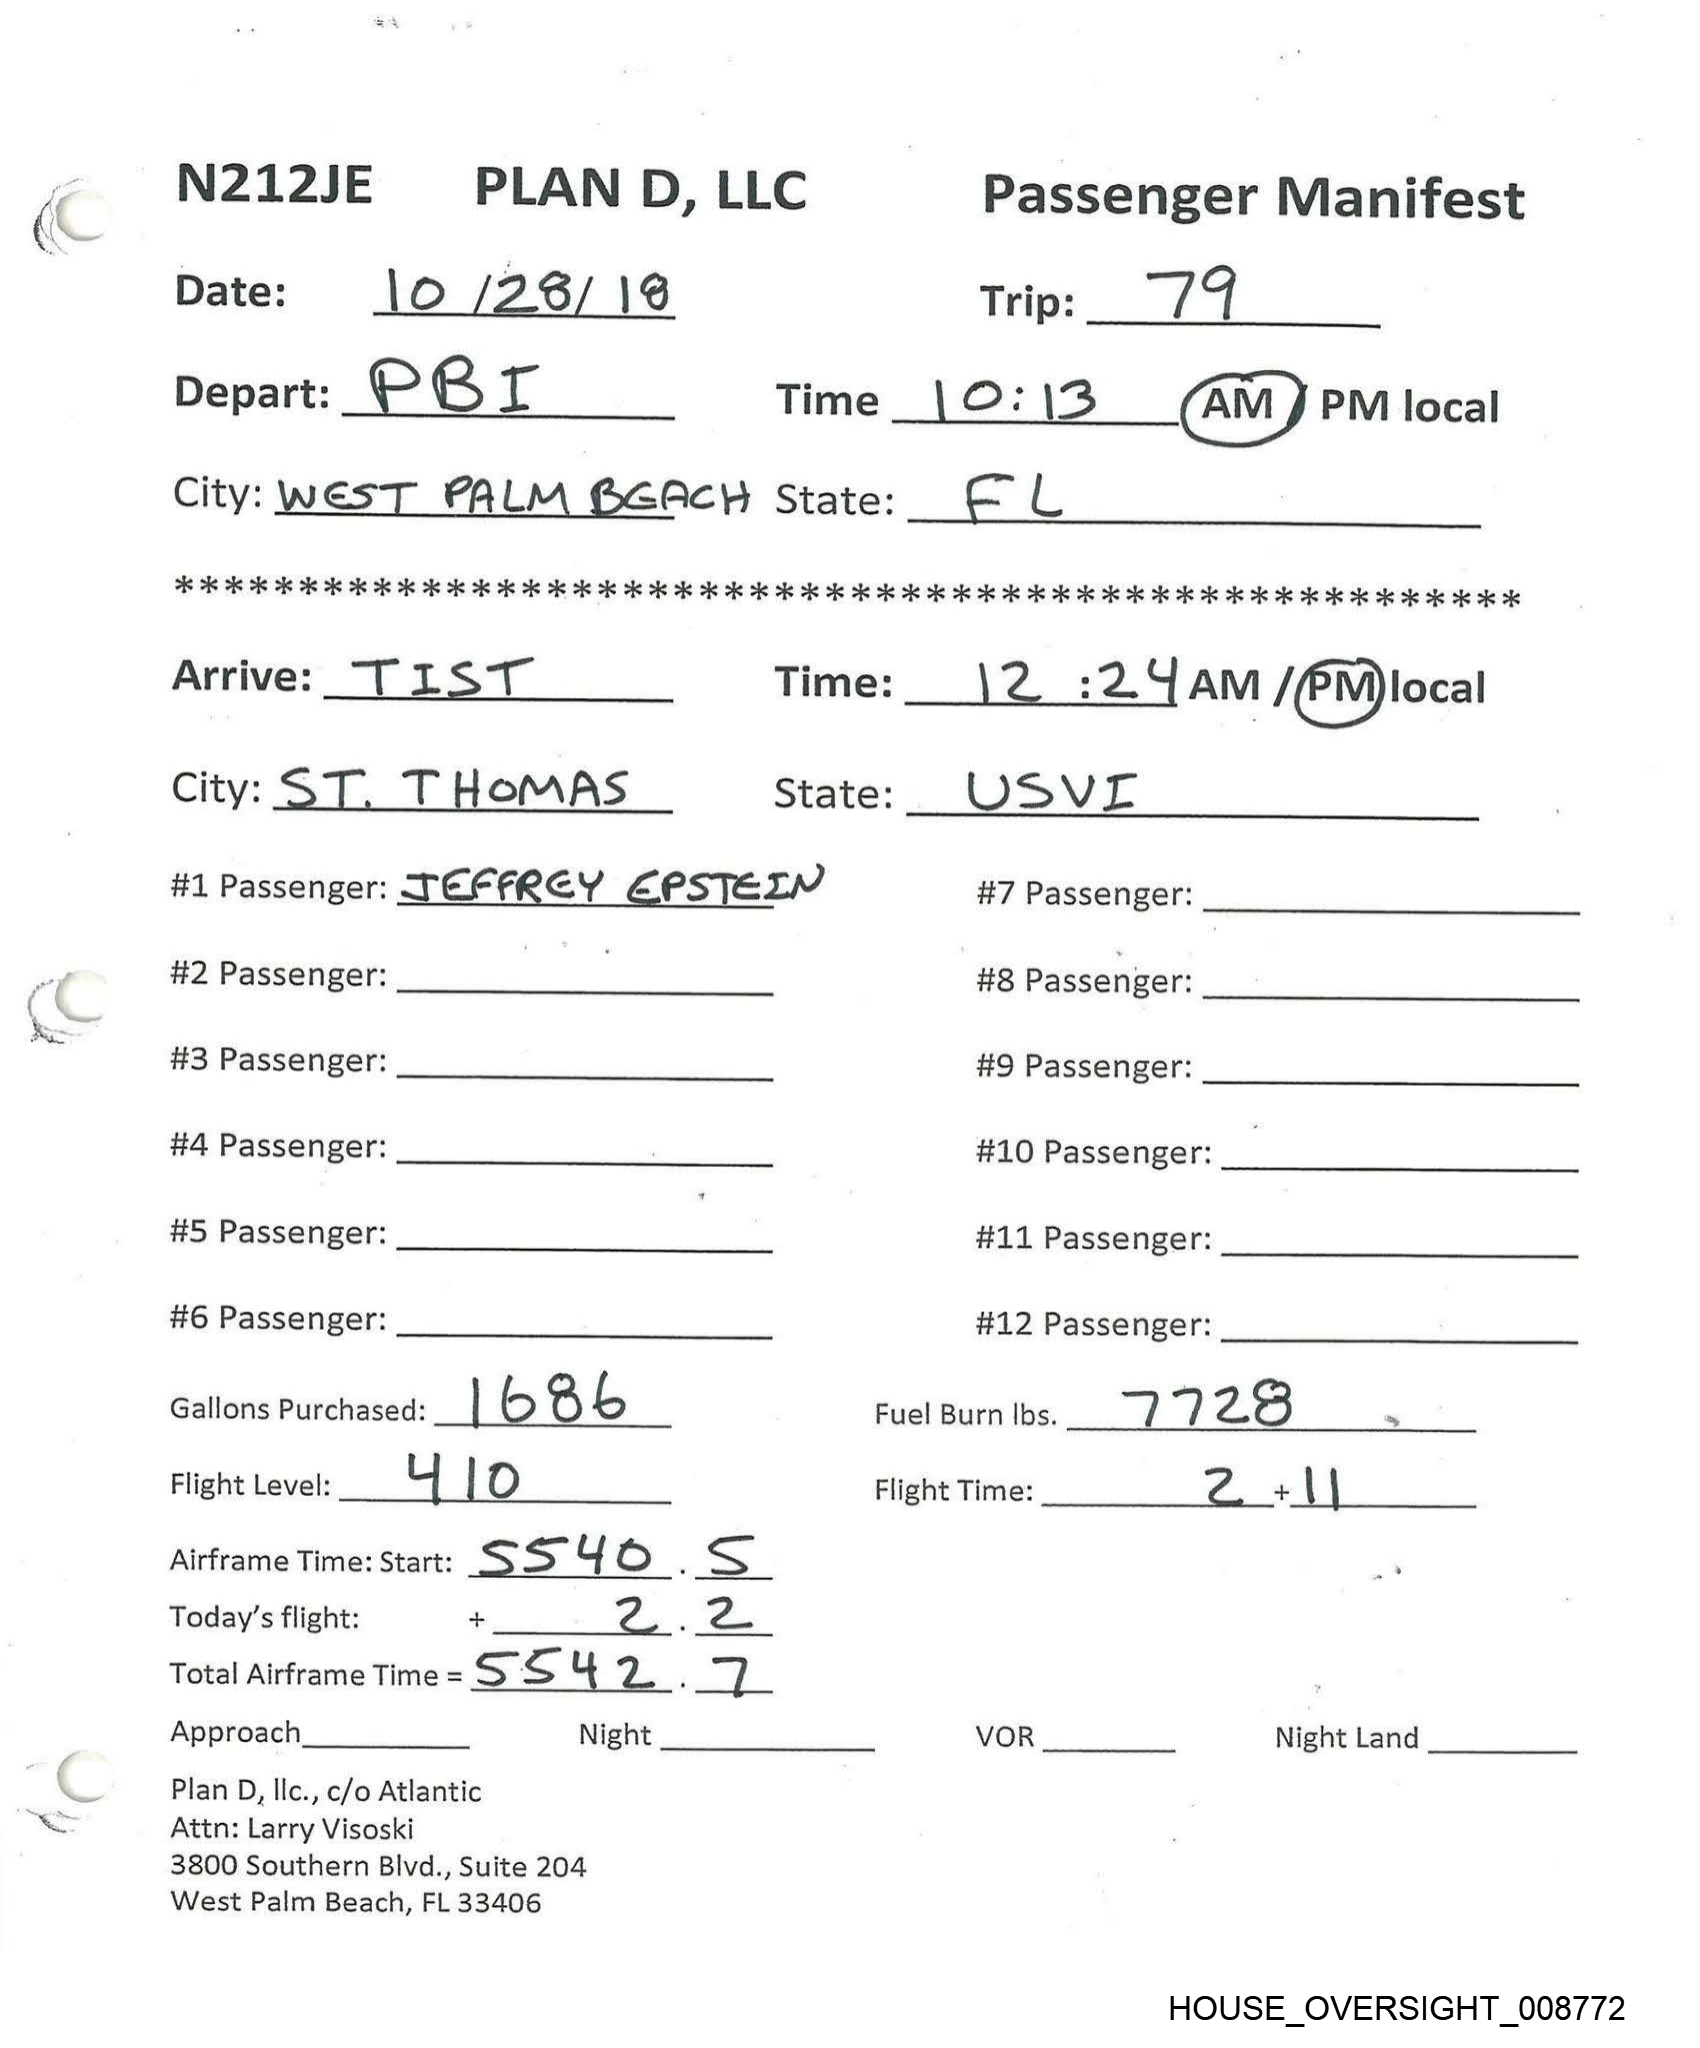 N212JE PLAN D, LLC Passenger Manifest
Date: 10/28/18 Trip: 79
Depart: PBI Time 10:13 AM / PM local
City: WEST PALM BEACH State: FL
******************************************************
Arrive: TIST Time: 12:24 AM / PM local
City: ST. THOMAS State: USVI
#1 Passenger: JEFFREY EPSTEIN #7 Passenger:
#2 Passenger: #8 Passenger:
#3 Passenger: #9 Passenger:
#4 Passenger: #10 Passenger:
#5 Passenger: #11 Passenger:
#6 Passenger: #12 Passenger:
Gallons Purchased: 1686 Fuel Burn lbs. 7728
Flight Level: 410 Flight Time: 2 + 11
Airframe Time: Start: 5540.5
Today's flight: + 2.2
Total Airframe Time = 5542.7
Approach Night VOR Night Land
Plan D, llc., c/o Atlantic
Attn: Larry Visoski
3800 Southern Blvd., Suite 204
West Palm Beach, FL 33406
HOUSE_OVERSIGHT_008772